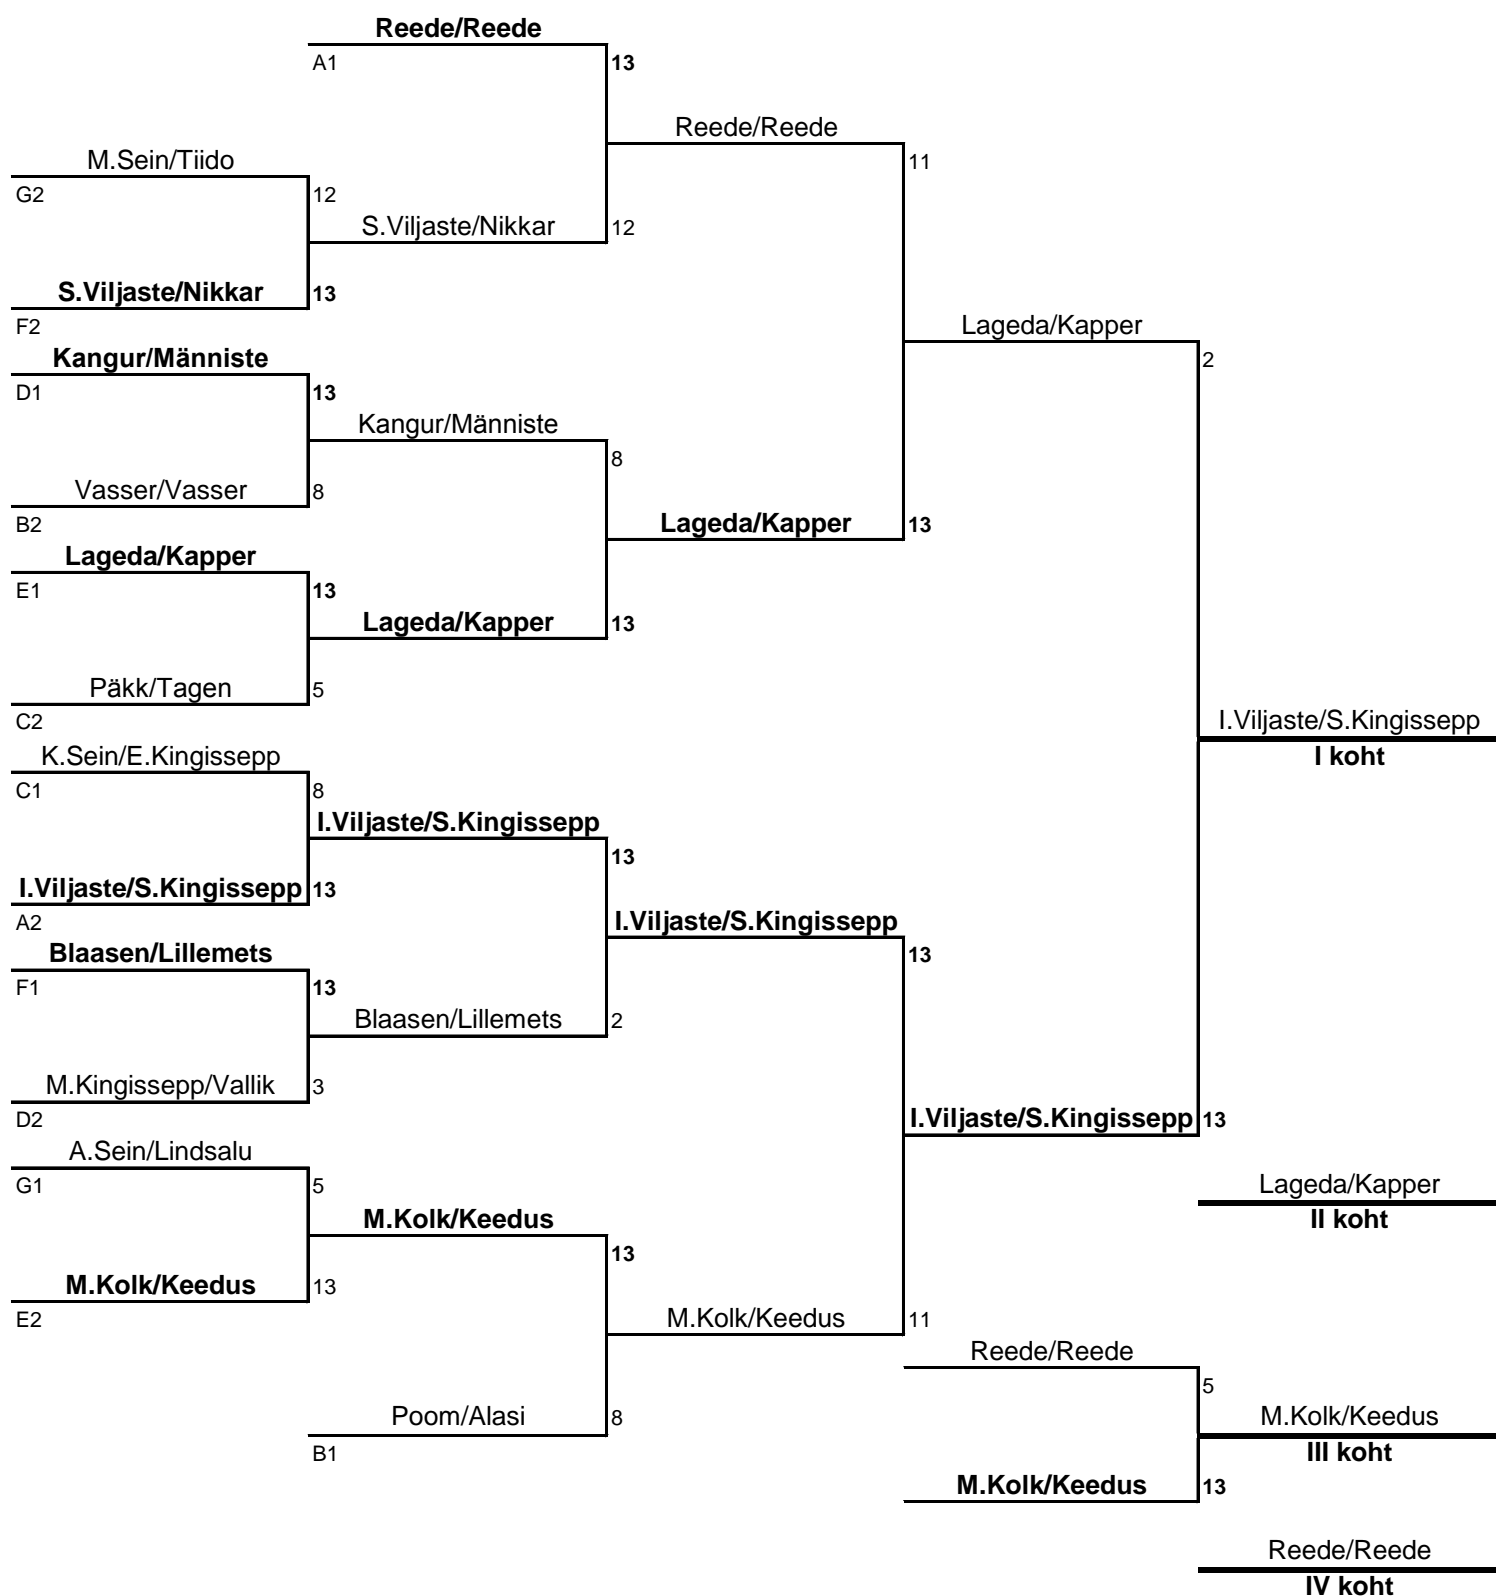 Reede/Reede
A1
13
Reede/Reede
M.Sein/Tiido
11
G2
12
S.Viljaste/Nikkar
12
S.Viljaste/Nikkar
13
F2
Lageda/Kapper
Kangur/Männiste
2
D1
13
Kangur/Männiste
8
Vasser/Vasser
8
B2
Lageda/Kapper
13
Lageda/Kapper
E1
13
Lageda/Kapper
13
Päkk/Tagen
5
C2
I.Viljaste/S.Kingissepp
I koht
K.Sein/E.Kingissepp
C1
8
I.Viljaste/S.Kingissepp
13
I.Viljaste/S.Kingissepp
13
A2
I.Viljaste/S.Kingissepp
13
Blaasen/Lillemets
F1
13
Blaasen/Lillemets
2
M.Kingissepp/Vallik
3
D2
I.Viljaste/S.Kingissepp
13
A.Sein/Lindsalu
G1
5
Lageda/Kapper
II koht
M.Kolk/Keedus
13
M.Kolk/Keedus
13
E2
M.Kolk/Keedus
11
Reede/Reede
5
Poom/Alasi
8
B1
M.Kolk/Keedus
III koht
M.Kolk/Keedus
13
Reede/Reede
IV koht